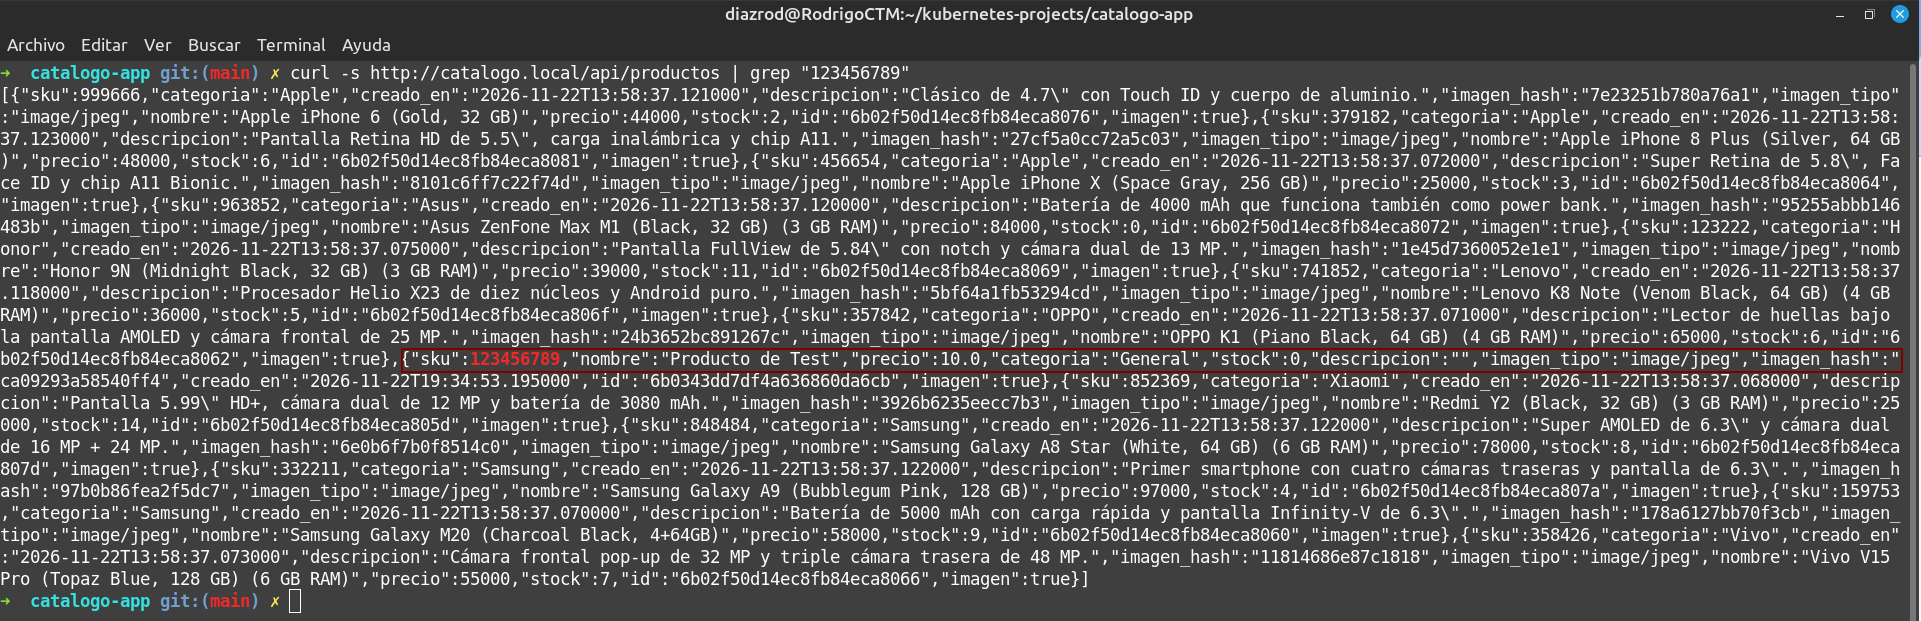 diazrod@RodrigoCTM:~/kubernetes-projects/catalogo-app
Archivo Editar Ver Buscar Terminal Ayuda
➜ catalogo-app git:(main) ✗ curl -s http://catalogo.local/api/productos | grep "123456789"
[{"sku":999666,"categoria":"Apple","creado_en":"2026-11-22T13:58:37.121000","descripcion":"Clásico de 4.7\" con Touch ID y cuerpo de aluminio.","imagen_hash":"7e23251b780a76a1","imagen_tipo"
:"image/jpeg","nombre":"Apple iPhone 6 (Gold, 32 GB)","precio":44000,"stock":2,"id":"6b02f50d14ec8fb84eca8076","imagen":true},{"sku":379182,"categoria":"Apple","creado_en":"2026-11-22T13:58:
37.123000","descripcion":"Pantalla Retina HD de 5.5\", carga inalámbrica y chip A11.","imagen_hash":"27cf5a0cc72a5c03","imagen_tipo":"image/jpeg","nombre":"Apple iPhone 8 Plus (Silver, 64 GB
)","precio":48000,"stock":6,"id":"6b02f50d14ec8fb84eca8081","imagen":true},{"sku":456654,"categoria":"Apple","creado_en":"2026-11-22T13:58:37.072000","descripcion":"Super Retina de 5.8\", Fa
ce ID y chip A11 Bionic.","imagen_hash":"8101c6ff7c22f74d","imagen_tipo":"image/jpeg","nombre":"Apple iPhone X (Space Gray, 256 GB)","precio":25000,"stock":3,"id":"6b02f50d14ec8fb84eca8064",
"imagen":true},{"sku":963852,"categoria":"Asus","creado_en":"2026-11-22T13:58:37.120000","descripcion":"Batería de 4000 mAh que funciona también como power bank.","imagen_hash":"95255abbb146
483b","imagen_tipo":"image/jpeg","nombre":"Asus ZenFone Max M1 (Black, 32 GB) (3 GB RAM)","precio":84000,"stock":0,"id":"6b02f50d14ec8fb84eca8072","imagen":true},{"sku":123222,"categoria":"H
onor","creado_en":"2026-11-22T13:58:37.075000","descripcion":"Pantalla FullView de 5.84\" con notch y cámara dual de 13 MP.","imagen_hash":"1e45d7360052e1e1","imagen_tipo":"image/jpeg","nomb
re":"Honor 9N (Midnight Black, 32 GB) (3 GB RAM)","precio":39000,"stock":11,"id":"6b02f50d14ec8fb84eca8069","imagen":true},{"sku":741852,"categoria":"Lenovo","creado_en":"2026-11-22T13:58:37
.118000","descripcion":"Procesador Helio X23 de diez núcleos y Android puro.","imagen_hash":"5bf64a1fb53294cd","imagen_tipo":"image/jpeg","nombre":"Lenovo K8 Note (Venom Black, 64 GB) (4 GB
RAM)","precio":36000,"stock":5,"id":"6b02f50d14ec8fb84eca806f","imagen":true},{"sku":357842,"categoria":"OPPO","creado_en":"2026-11-22T13:58:37.071000","descripcion":"Lector de huellas bajo
la pantalla AMOLED y cámara frontal de 25 MP.","imagen_hash":"24b3652bc891267c","imagen_tipo":"image/jpeg","nombre":"OPPO K1 (Piano Black, 64 GB) (4 GB RAM)","precio":65000,"stock":6,"id":"6
b02f50d14ec8fb84eca8062","imagen":true},{"sku":123456789,"nombre":"Producto de Test","precio":10.0,"categoria":"General","stock":0,"descripcion":"","imagen_tipo":"image/jpeg","imagen_hash":"
ca09293a58540ff4","creado_en":"2026-11-22T19:34:53.195000","id":"6b0343dd7df4a636860da6cb","imagen":true},{"sku":852369,"categoria":"Xiaomi","creado_en":"2026-11-22T13:58:37.068000","descrip
cion":"Pantalla 5.99\" HD+, cámara dual de 12 MP y batería de 3080 mAh.","imagen_hash":"3926b6235eecc7b3","imagen_tipo":"image/jpeg","nombre":"Redmi Y2 (Black, 32 GB) (3 GB RAM)","precio":25
000,"stock":14,"id":"6b02f50d14ec8fb84eca805d","imagen":true},{"sku":848484,"categoria":"Samsung","creado_en":"2026-11-22T13:58:37.122000","descripcion":"Super AMOLED de 6.3\" y cámara dual
de 16 MP + 24 MP.","imagen_hash":"6e0b6f7b0f8514c0","imagen_tipo":"image/jpeg","nombre":"Samsung Galaxy A8 Star (White, 64 GB) (6 GB RAM)","precio":78000,"stock":8,"id":"6b02f50d14ec8fb84eca
807d","imagen":true},{"sku":332211,"categoria":"Samsung","creado_en":"2026-11-22T13:58:37.122000","descripcion":"Primer smartphone con cuatro cámaras traseras y pantalla de 6.3\".","imagen_h
ash":"97b0b86fea2f5dc7","imagen_tipo":"image/jpeg","nombre":"Samsung Galaxy A9 (Bubblegum Pink, 128 GB)","precio":97000,"stock":4,"id":"6b02f50d14ec8fb84eca807a","imagen":true},{"sku":159753
,"categoria":"Samsung","creado_en":"2026-11-22T13:58:37.070000","descripcion":"Batería de 5000 mAh con carga rápida y pantalla Infinity-V de 6.3\".","imagen_hash":"178a6127bb70f3cb","imagen_
tipo":"image/jpeg","nombre":"Samsung Galaxy M20 (Charcoal Black, 4+64GB)","precio":58000,"stock":9,"id":"6b02f50d14ec8fb84eca8060","imagen":true},{"sku":358426,"categoria":"Vivo","creado_en"
:"2026-11-22T13:58:37.073000","descripcion":"Cámara frontal pop-up de 32 MP y triple cámara trasera de 48 MP.","imagen_hash":"11814686e87c1818","imagen_tipo":"image/jpeg","nombre":"Vivo V15
Pro (Topaz Blue, 128 GB) (6 GB RAM)","precio":55000,"stock":7,"id":"6b02f50d14ec8fb84eca8066","imagen":true}]
➜ catalogo-app git:(main) ✗